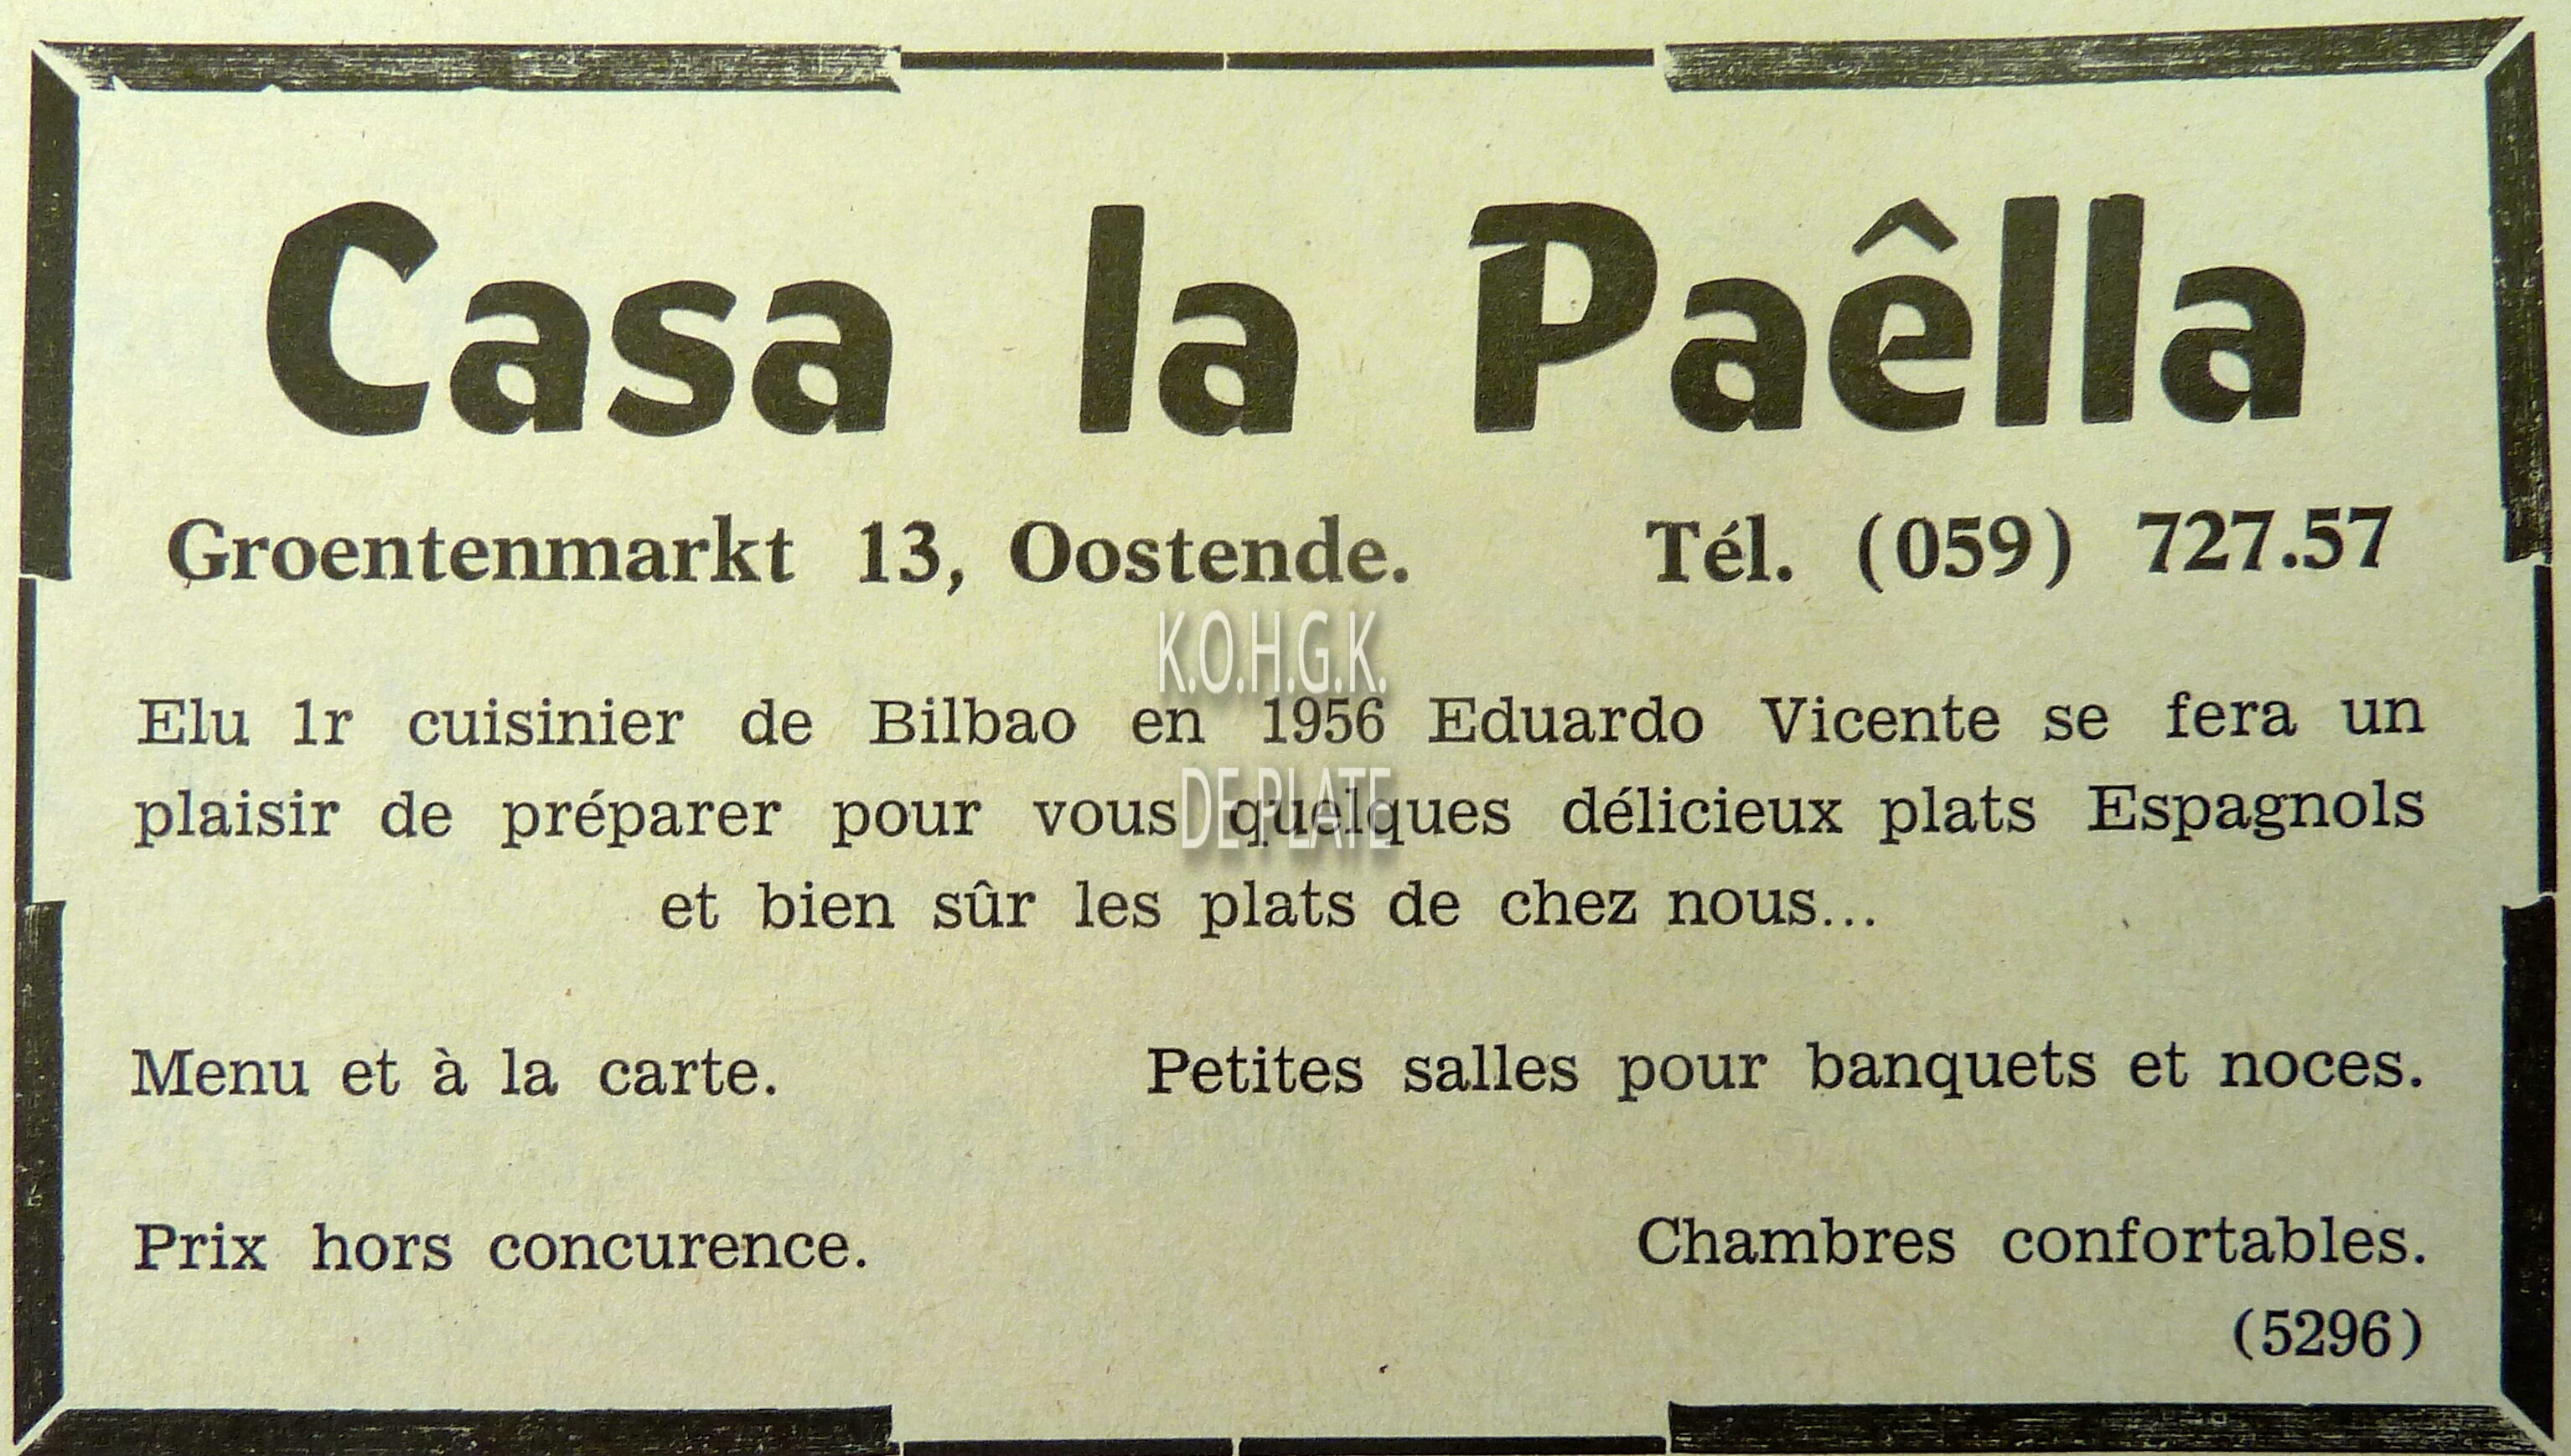 Casa la Paêlla
Groentenmarkt 13, Oostende. Tél. (059) 727.57
K.O.H.G.K.
Elu 1r cuisinier de Bilbao en 1956 Eduardo Vicente se fera un
plaisir de préparer pour vous quelques délicieux plats Espagnols
DE PLATE
et bien sûr les plats de chez nous...
Menu et à la carte. Petites salles pour banquets et noces.
Prix hors concurence. Chambres confortables.
(5296)